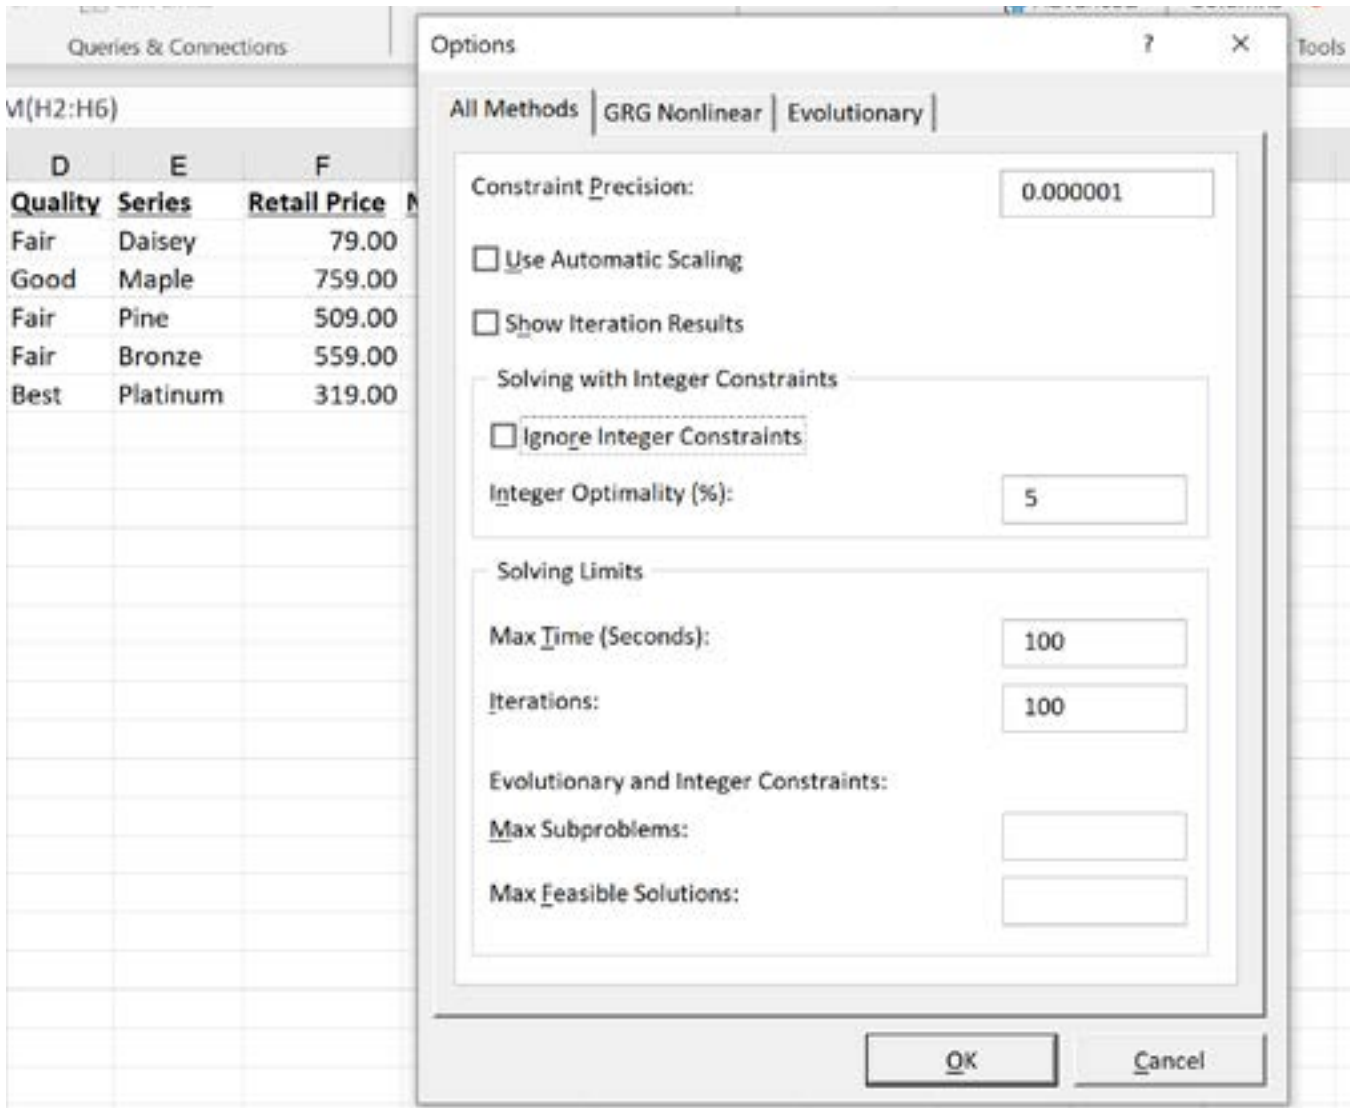 Queries & Connections
Tools
M(H2:H6)
D E F
Quality Series Retail Price
Fair Daisey 79.00
Good Maple 759.00
Fair Pine 509.00
Fair Bronze 559.00
Best Platinum 319.00
Options ? ×
All Methods GRG Nonlinear Evolutionary
Constraint Precision: 0.000001
Use Automatic Scaling
Show Iteration Results
Solving with Integer Constraints
Ignore Integer Constraints
Integer Optimality (%): 5
Solving Limits
Max Time (Seconds): 100
Iterations: 100
Evolutionary and Integer Constraints:
Max Subproblems:
Max Feasible Solutions:
OK Cancel